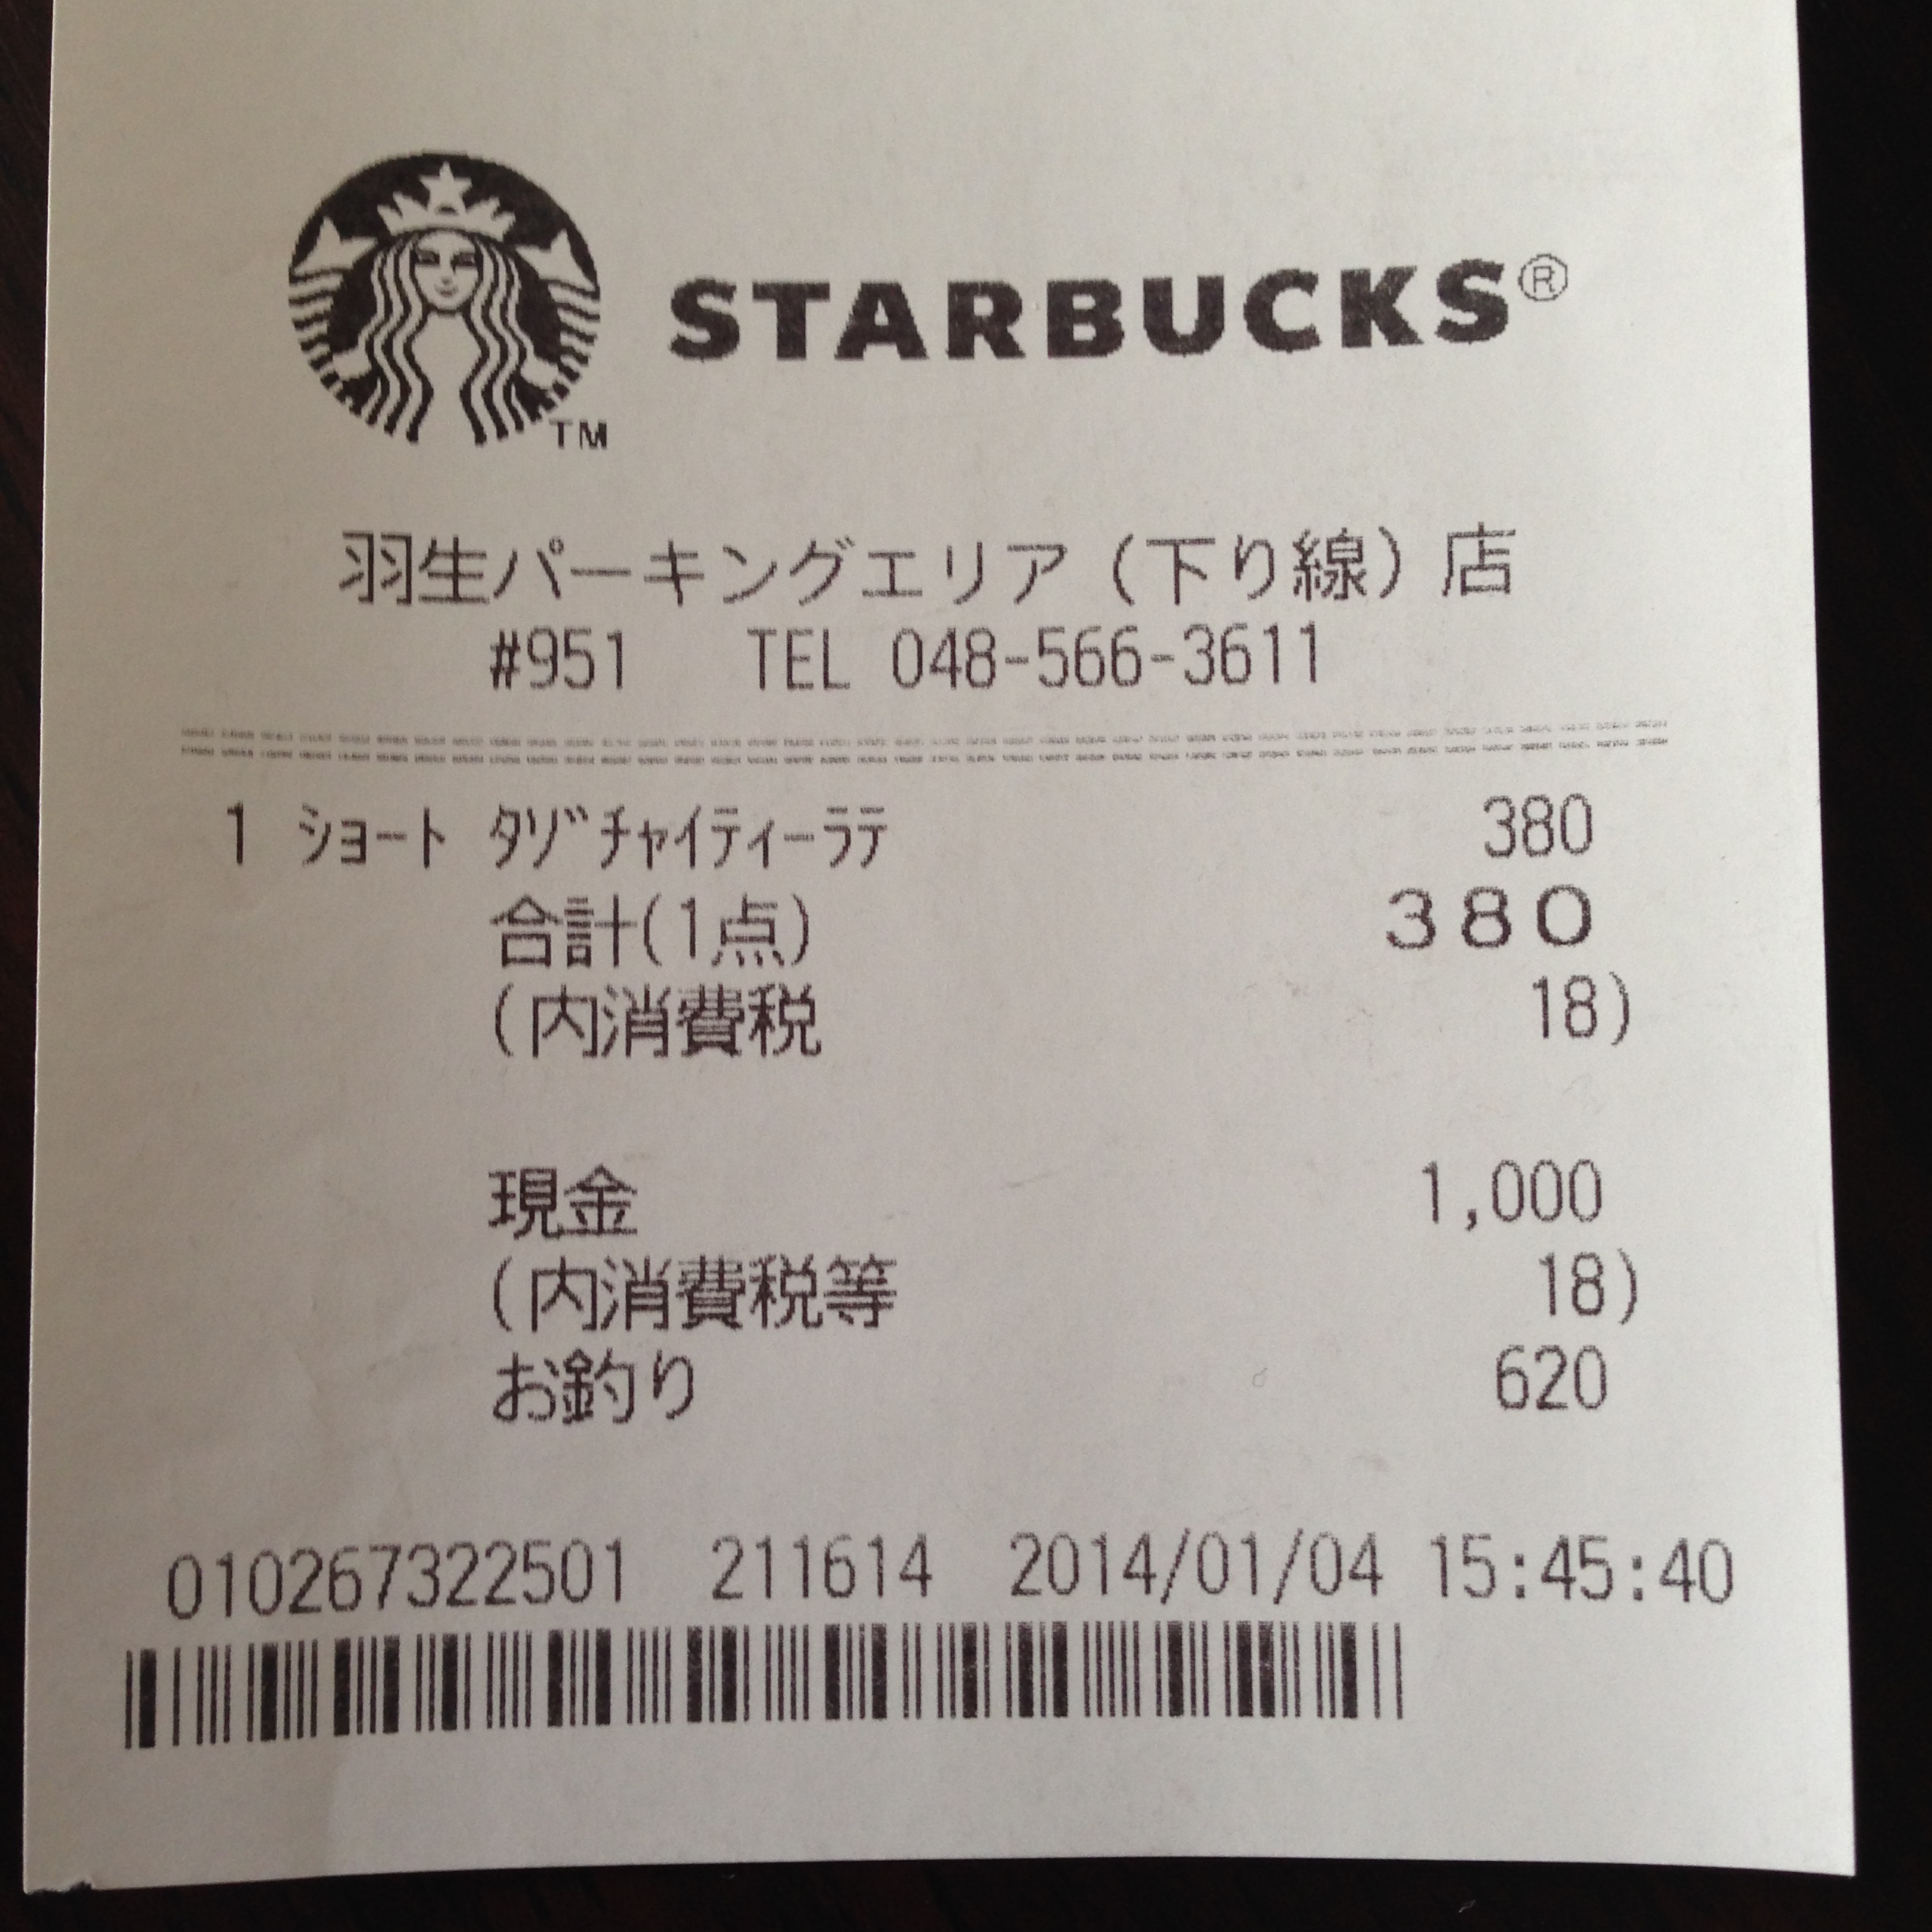 STARBUCKS®
TM
羽生パーキングエリア（下り線）店
#951 TEL 048-566-3611
1 ｼｮｰﾄ ﾀｿﾞﾁｬｲﾃｨｰﾗﾃ 380
合計(1点) ３８０
(内消費税 18)
現金 1,000
(内消費税等 18)
お釣り 620
010267322501 211614 2014/01/04 15:45:40